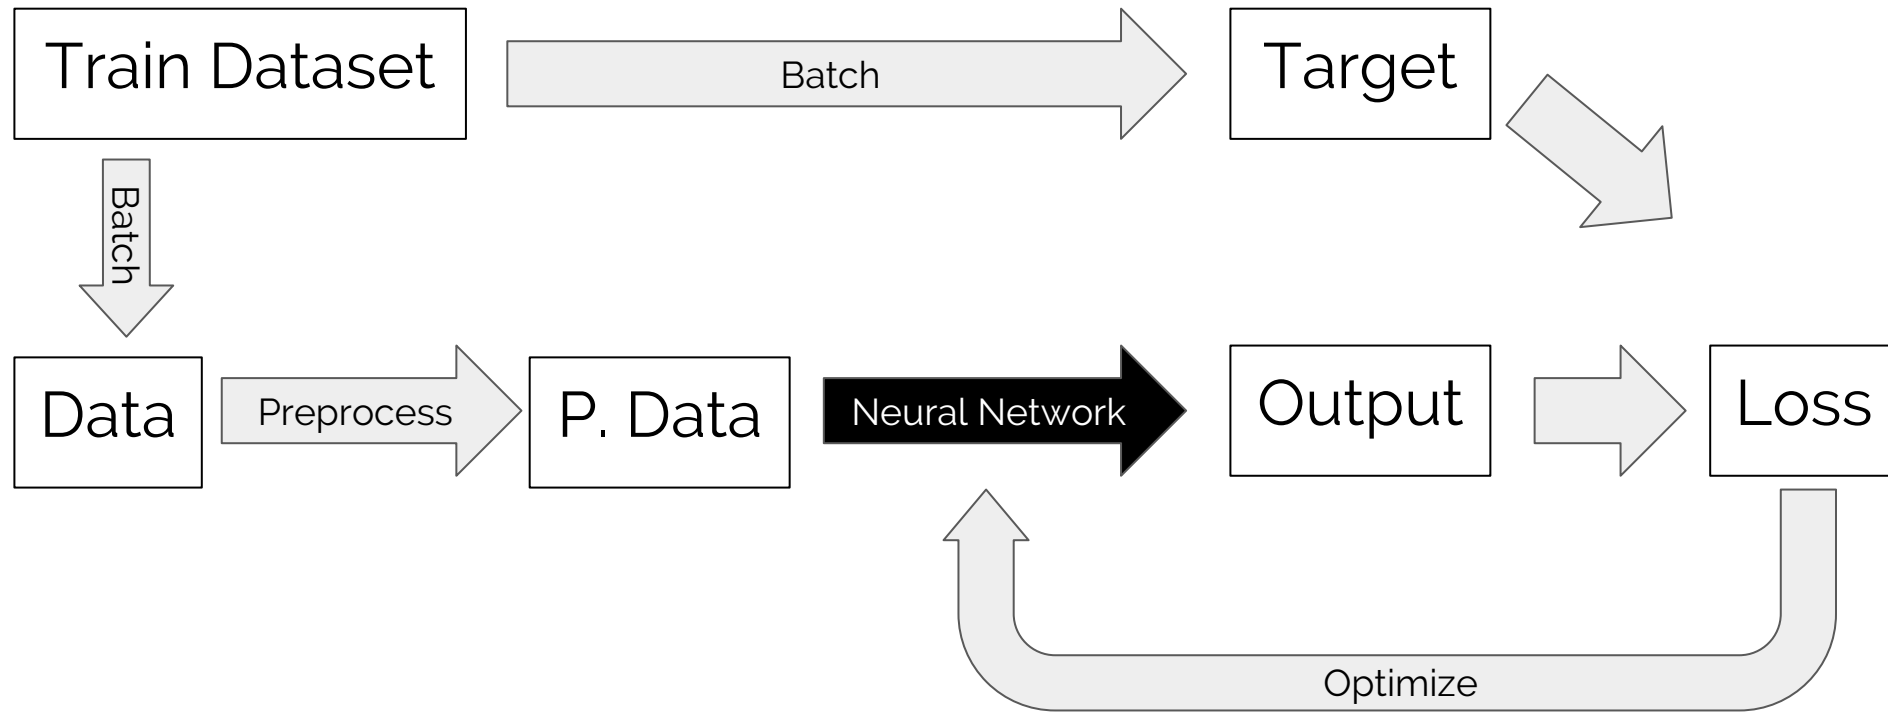 Train Dataset
Batch
Target
Batch
Data
Preprocess
P. Data
Neural Network
Output
Loss
Optimize